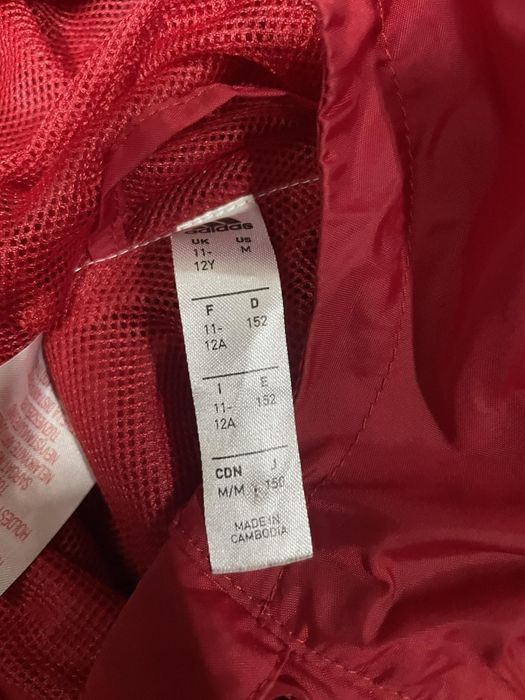 adidas
UK US
11- M
12Y
F D
11- 152
12A
I E
11- 152
12A
CDN J
M/M 150
MADE IN
CAMBODIA